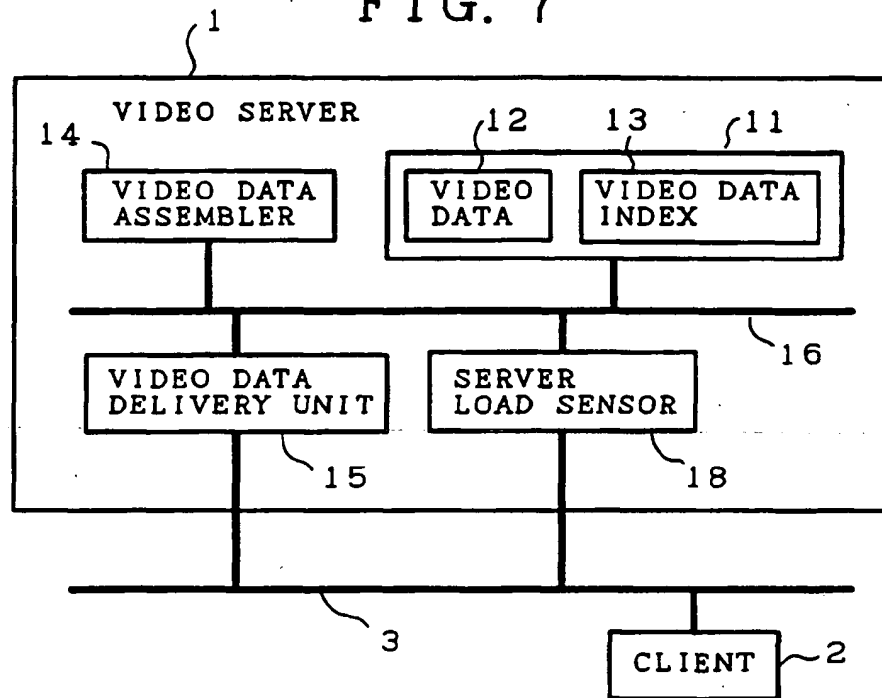 FIG. 7
1
VIDEO SERVER
14
12
13
11
VIDEO DATA
ASSEMBLER
VIDEO
DATA
VIDEO DATA
INDEX
16
VIDEO DATA
DELIVERY UNIT
SERVER
LOAD SENSOR
15
18
3
CLIENT
2